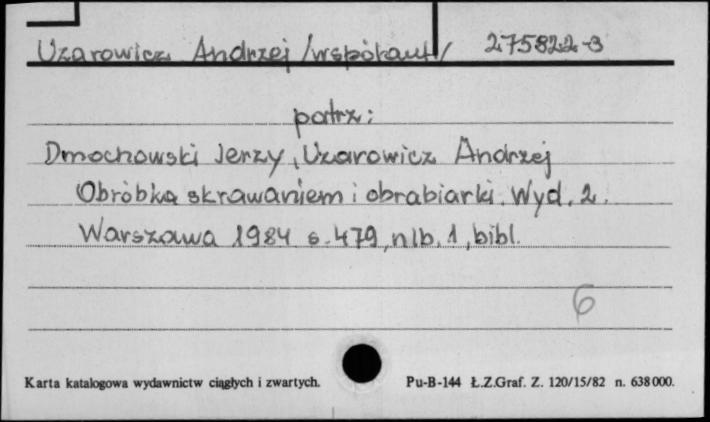 Uzarowicz Andrzej /współaut/ 275822-3
patrz:
Dmochowski Jerzy, Uzarowicz Andrzej
Obróbka skrawaniem i obrabiarki. Wyd. 2.
Warszawa 1984 s. 479, nlb. 1, bibl.
6
Karta katalogowa wydawnictw ciągłych i zwartych. Pu-B-144 Ł.Z.Graf. Z. 120/15/82 n. 638000.